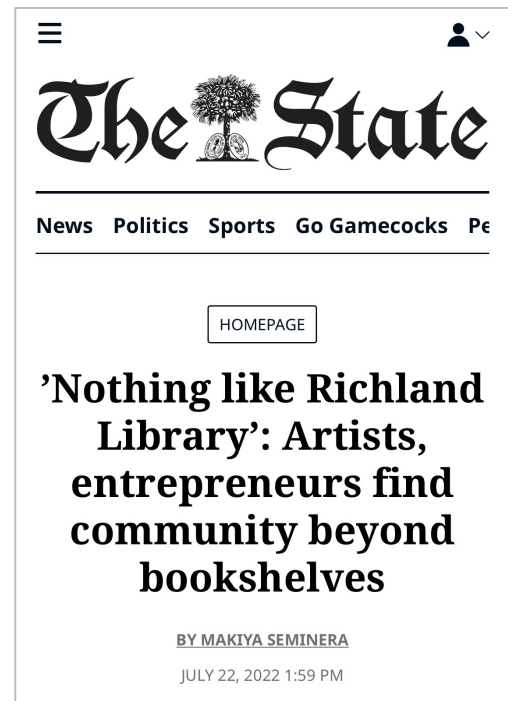 The State
News Politics Sports Go Gamecocks Pe
HOMEPAGE
’Nothing like Richland
Library’: Artists,
entrepreneurs find
community beyond
bookshelves
BY MAKIYA SEMINERA
JULY 22, 2022 1:59 PM